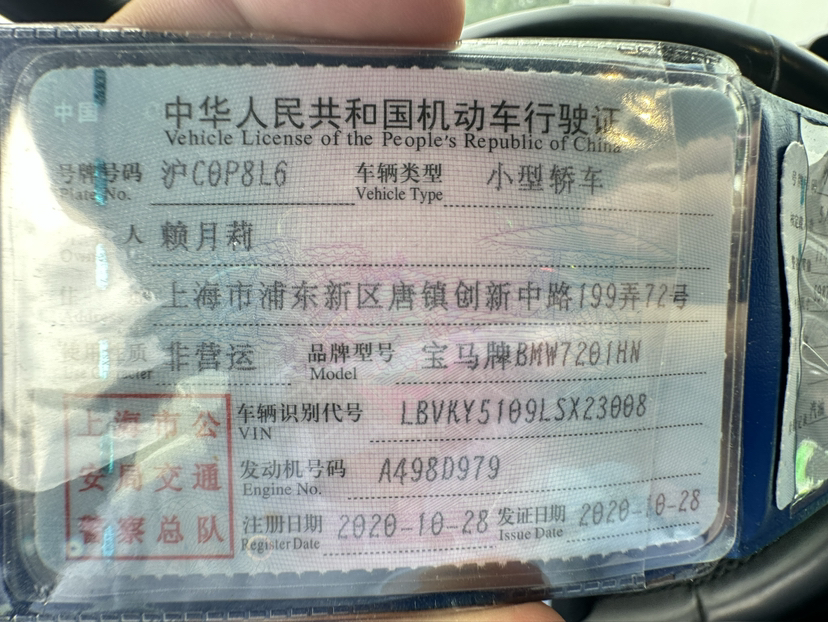 中国
中华人民共和国机动车行驶证
Vehicle License of the People's Republic of China
号牌号码 沪C0P8L6 车辆类型 小型轿车
Plate No. Vehicle Type
人 赖月莉
上海市浦东新区唐镇创新中路199弄72号
使用性质 非营运 品牌型号 宝马牌BMW7201HN
Model
车辆识别代号 LBVKY5109LSX23008
VIN
发动机号码 A498D979
Engine No.
注册日期 2020-10-28 发证日期 2020-10-28
Register Date Issue Date
上海市公
安局交通
警察总队